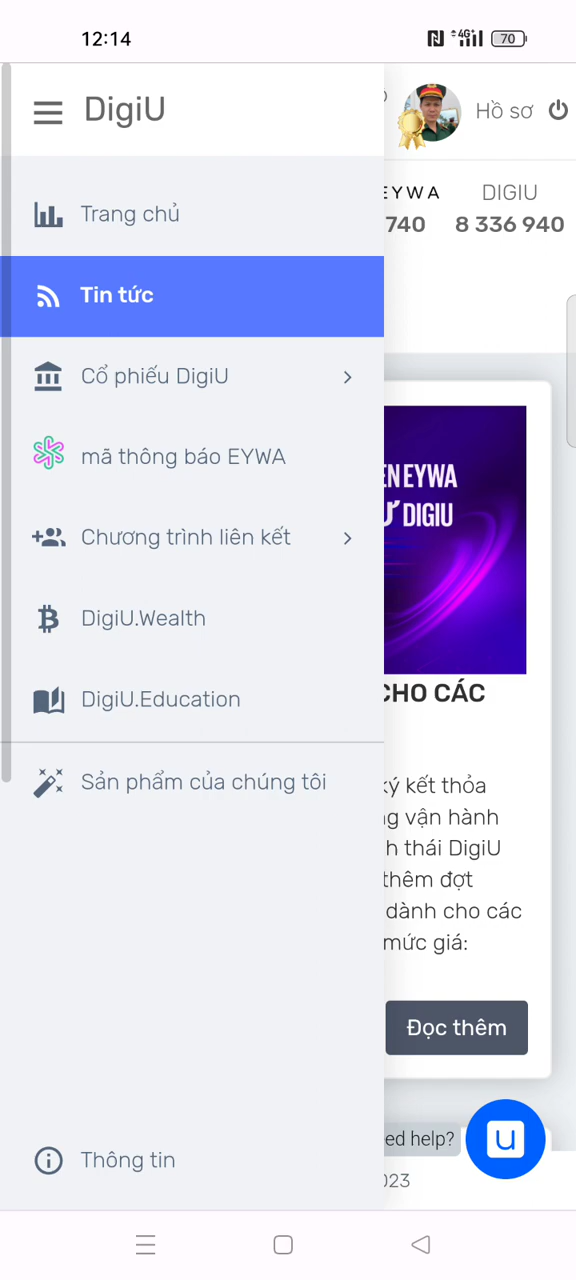 12:14
4G+
70
DigiU
Hồ sơ
EYWA
DIGIU
740
8 336 940
Trang chủ
Tin tức
Cổ phiếu DigiU
mã thông báo EYWA
Chương trình liên kết
DigiU.Wealth
DigiU.Education
Sản phẩm của chúng tôi
Thông tin
EN EYWA
Ư DIGIU
CHO CÁC
ký kết thỏa
ng vận hành
h thái DigiU
thêm đợt
dành cho các
mức giá:
Đọc thêm
ed help?
u
023